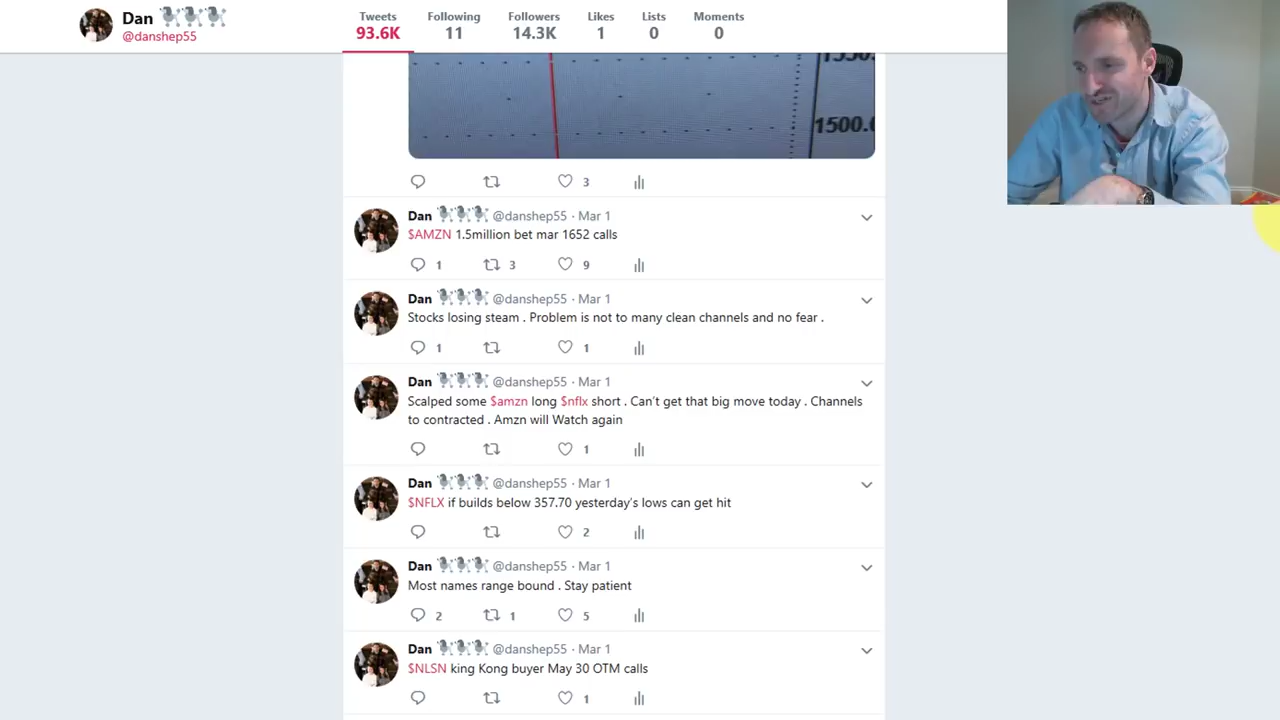 Dan
@danshep55
Tweets Following Followers Likes Lists Moments
93.6K 11 14.3K 1 0 0
1550.
1500.0
3
Dan @danshep55 · Mar 1
$AMZN 1.5million bet mar 1652 calls
1 3 9
Dan @danshep55 · Mar 1
Stocks losing steam . Problem is not to many clean channels and no fear .
1 1
Dan @danshep55 · Mar 1
Scalped some $amzn long $nflx short . Can't get that big move today . Channels
to contracted . Amzn will Watch again
1
Dan @danshep55 · Mar 1
$NFLX if builds below 357.70 yesterday's lows can get hit
2
Dan @danshep55 · Mar 1
Most names range bound . Stay patient
2 1 5
Dan @danshep55 · Mar 1
$NLSN king Kong buyer May 30 OTM calls
1